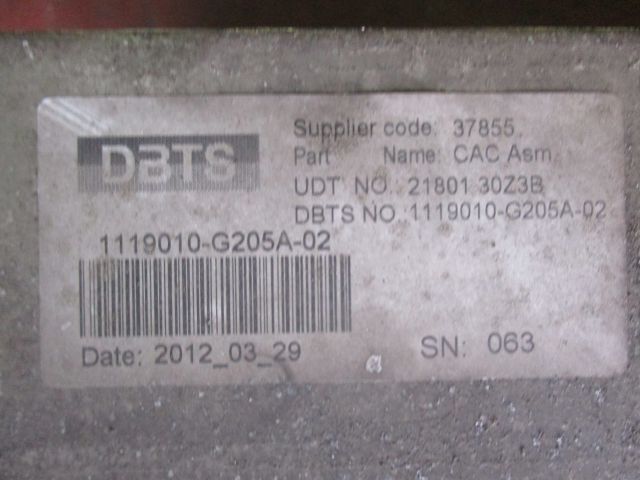 DBTS
Supplier code: 37855
Part Name: CAC Asm
UDT NO. 21801 30Z3B
DBTS NO. 1119010-G205A-02
1119010-G205A-02
Date: 2012_03_29
SN: 063